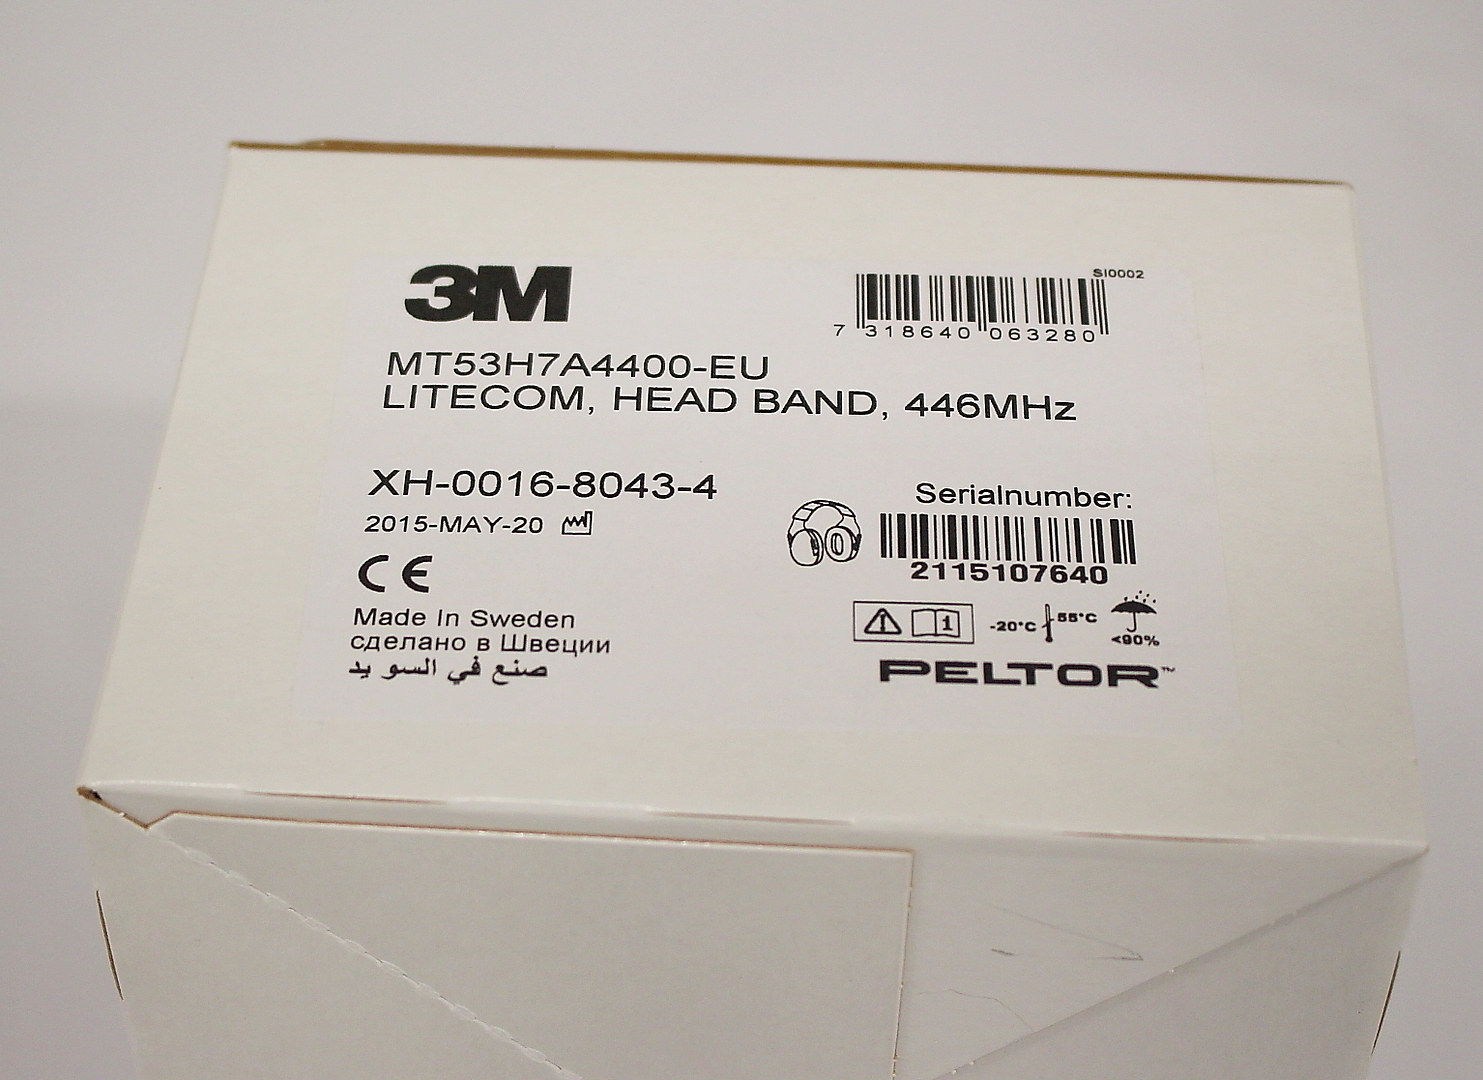 3M
SI0002
7 318640 063280
MT53H7A4400-EU
LITECOM, HEAD BAND, 446MHz
XH-0016-8043-4
2015-MAY-20
Serialnumber:
2115107640
CE
Made In Sweden
сделано в Швеции
صنع في السو يد
i
-20°C
55°C
<90%
PELTOR™